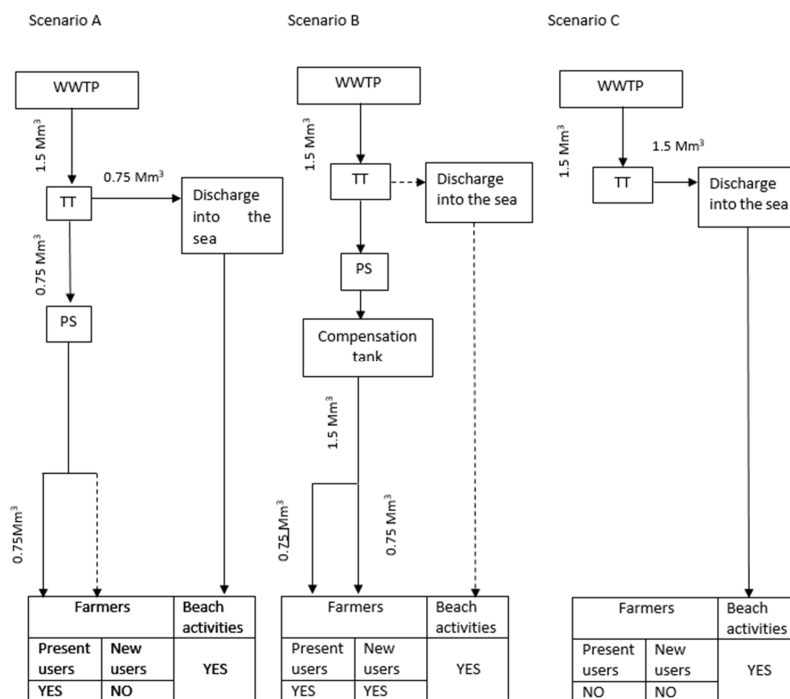 Scenario A
WWTP
1.5 Mm³
TT
0.75 Mm³
Discharge
into the
sea
0.75 Mm³
PS
0.75Mm³
Farmers
Beach
activities
Present
users
New
users
YES
YES
NO
Scenario B
WWTP
1.5 Mm³
TT
Discharge
into the sea
PS
Compensation
tank
1.5 Mm³
0.75 Mm³
0.75 Mm³
Farmers
Beach
activities
Present
users
New
users
YES
YES
YES
Scenario C
WWTP
1.5 Mm³
1.5 Mm³
TT
Discharge
into the sea
Farmers
Beach
activities
Present
users
New
users
YES
NO
NO